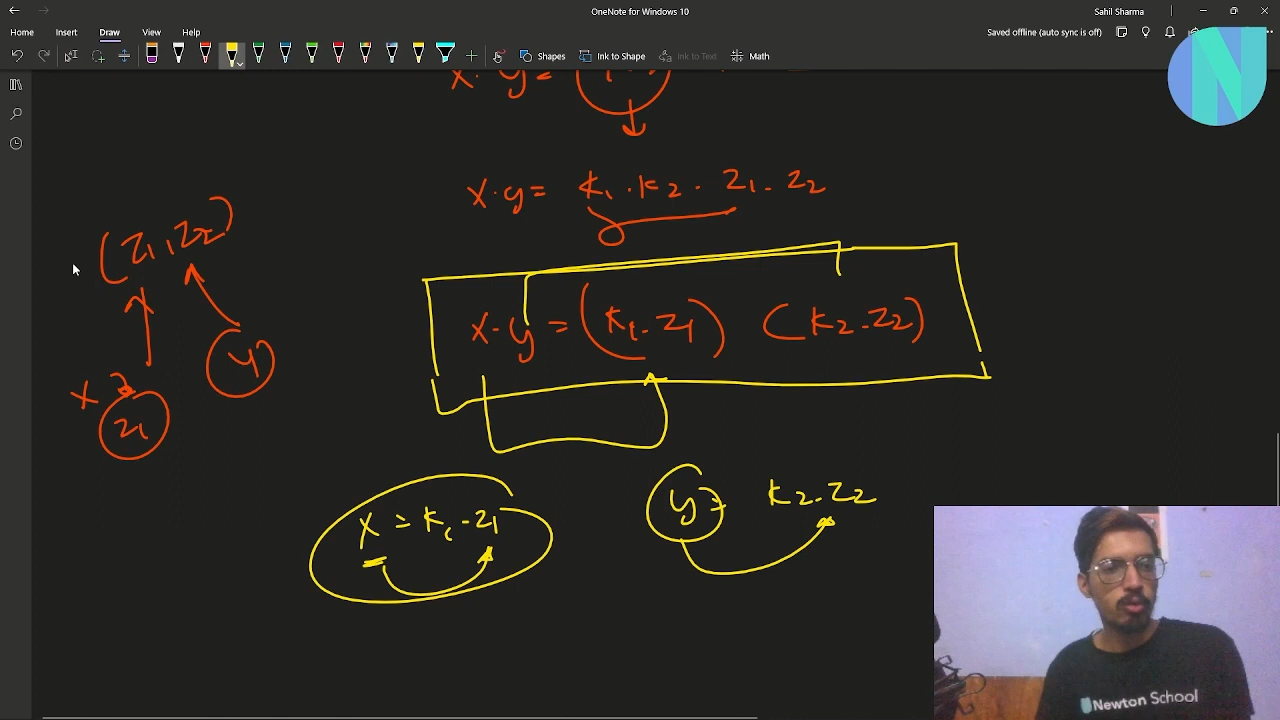 OneNote for Windows 10
Sahil Sharma
Home Insert Draw View Help
Saved offline (auto sync is off)
Shapes Ink to Shape Ink to Text Math
x·y=
x·y= k1·k2·z1·z2
(z1,z2)
x·y=(k1·z1) (k2·z2)
y
x
z1
x = k1·z1
y= k2·z2
Newton School